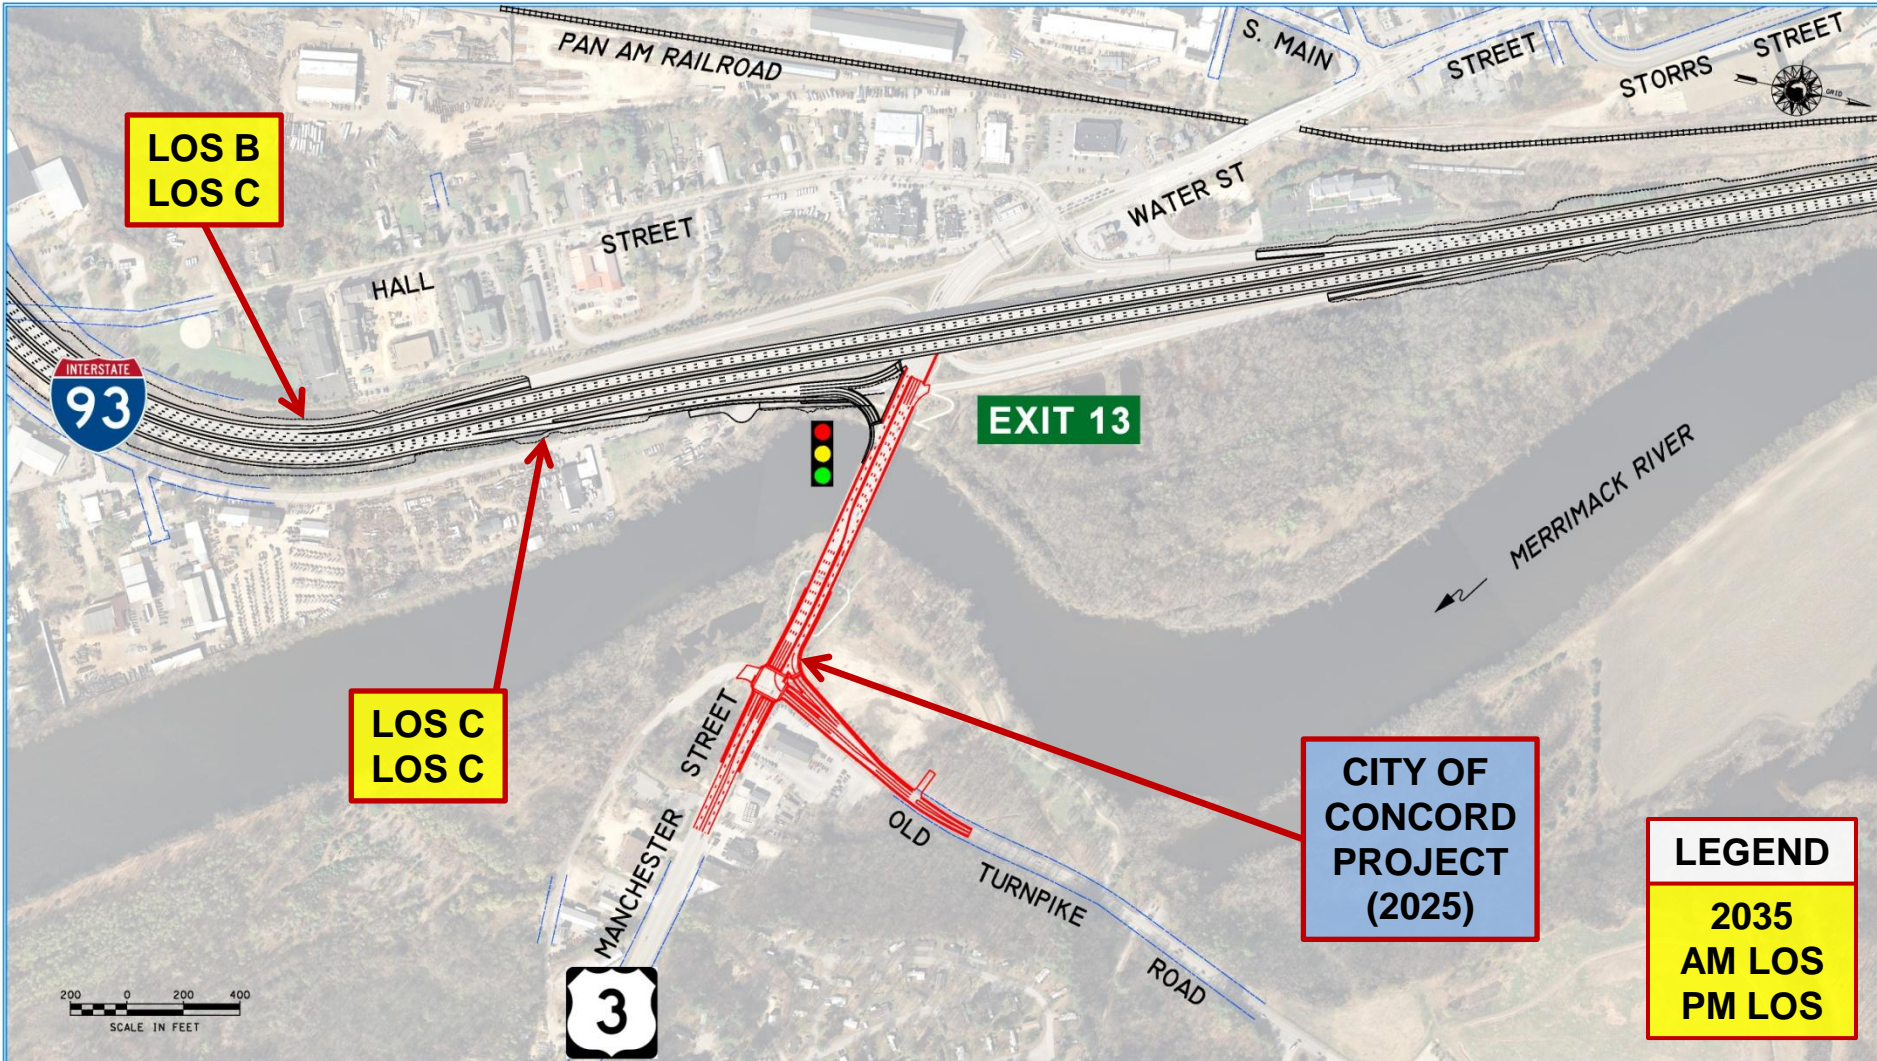 PAN AM RAILROAD
S. MAIN
STREET
STORRS
STREET
GRID
LOS B
LOS C
WATER ST
HALL
STREET
INTERSTATE
93
EXIT 13
MERRIMACK RIVER
LOS C
LOS C
MANCHESTER
STREET
OLD
TURNPIKE
ROAD
CITY OF
CONCORD
PROJECT
(2025)
LEGEND
2035
AM LOS
PM LOS
3
200 0 200 400
SCALE IN FEET